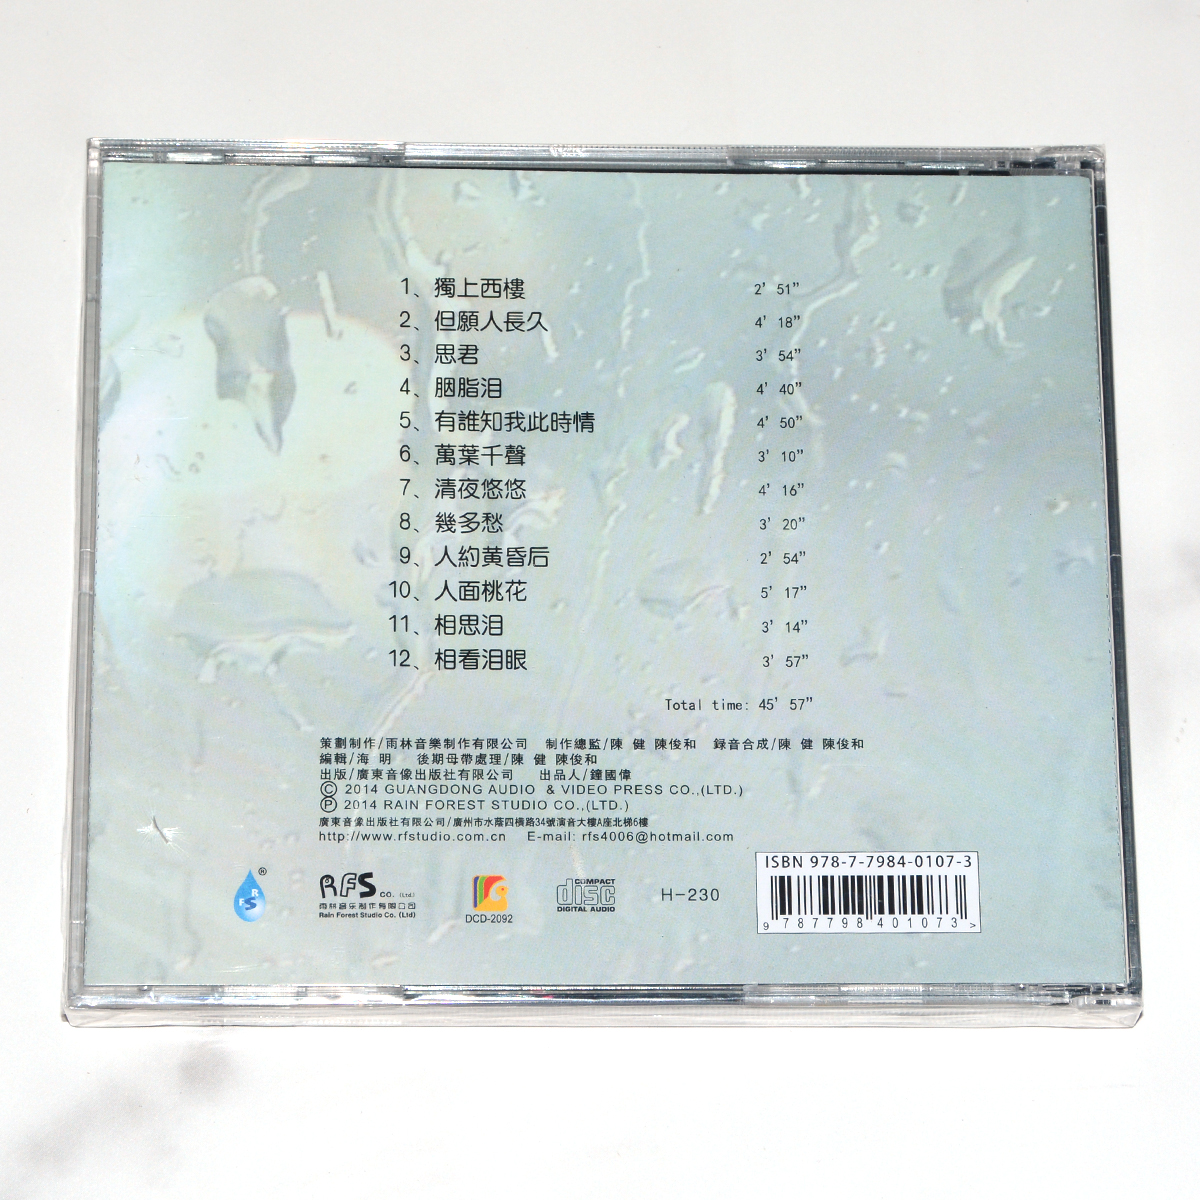 1、獨上西樓 2' 51"
2、但願人長久 4' 18"
3、思君 3' 54"
4、胭脂泪 4' 40"
5、有誰知我此時情 4' 50"
6、萬葉千聲 3' 10"
7、清夜悠悠 4' 16"
8、幾多愁 3' 20"
9、人約黄昏后 2' 54"
10、人面桃花 5' 17"
11、相思泪 3' 14"
12、相看泪眼 3' 57"
Total time: 45' 57"
策劃制作/雨林音樂制作有限公司 制作總監/陳 健 陳俊和 録音合成/陳 健 陳俊和
編輯/海 明 後期母帶處理/陳 健 陳俊和
出版/廣東音像出版社有限公司 出品人/鐘國偉
Ⓒ 2014 GUANGDONG AUDIO & VIDEO PRESS CO.,(LTD.)
Ⓟ 2014 RAIN FOREST STUDIO CO.,(LTD.)
廣東音像出版社有限公司/廣州市水蔭四横路34號演音大樓A座北梯6樓
http://www.rfstudio.com.cn E-mail: rfs4006@hotmail.com
RFS ®
RFS CO. (Ltd)
雨林音乐制作有限公司
Rain Forest Studio Co. (Ltd)
DCD-2092
COMPACT disc DIGITAL AUDIO
H-230
ISBN 978-7-7984-0107-3
9 787798 401073 >